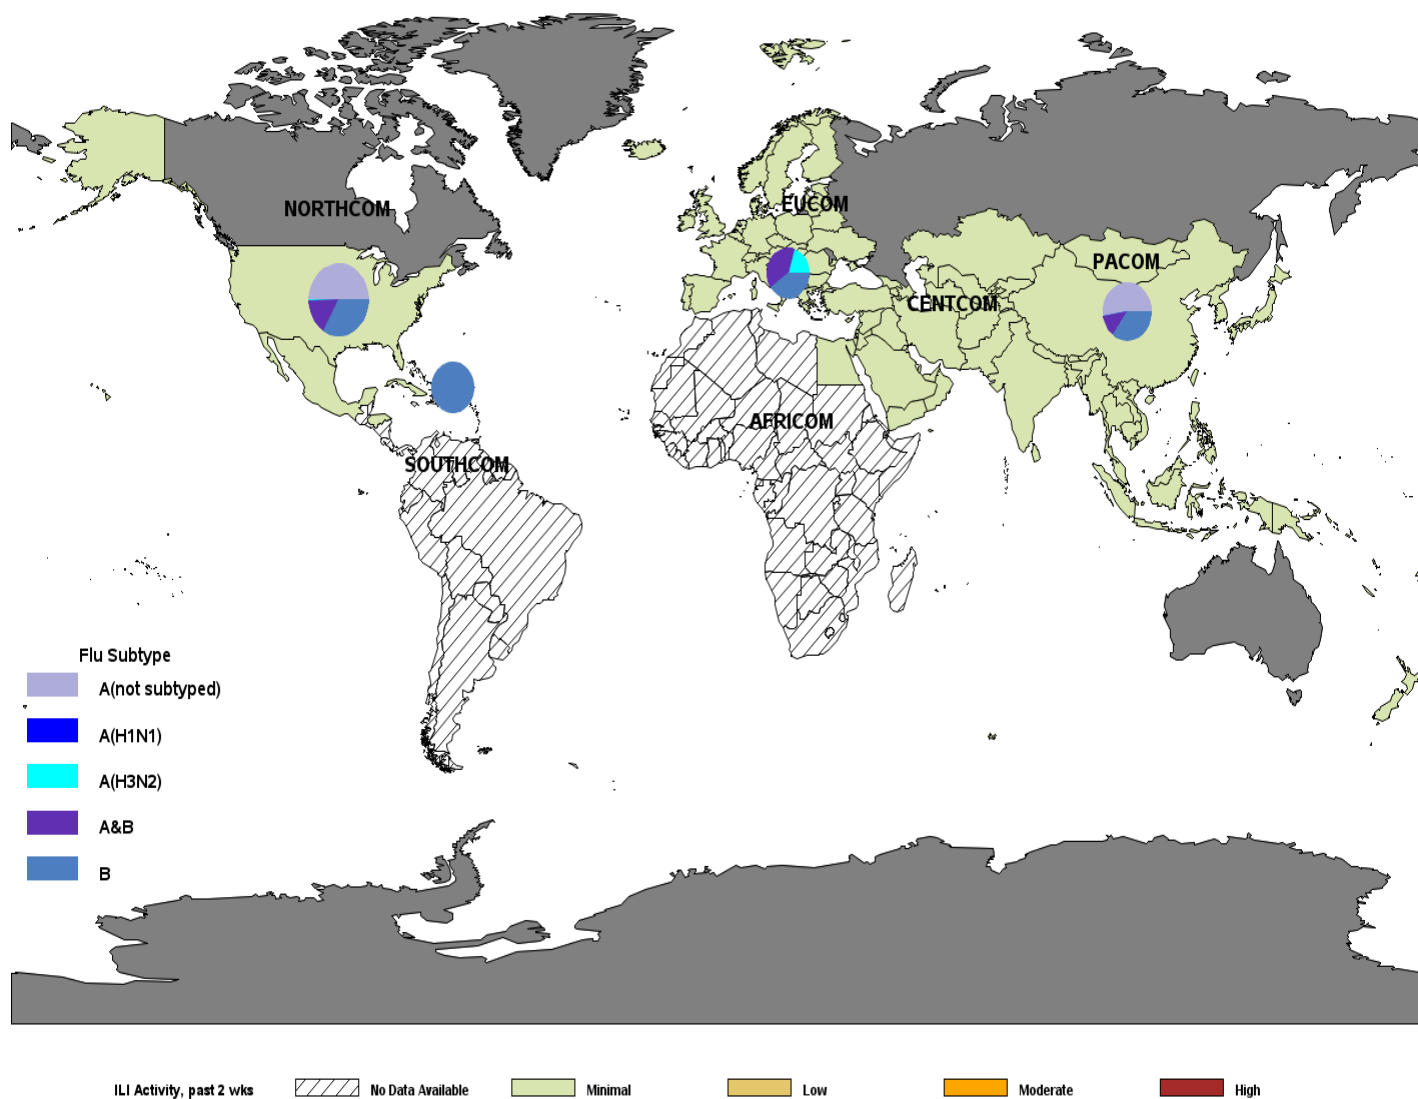 NORTHCOM
EUCOM
PACOM
CENTCOM
AFRICOM
SOUTHCOM
Flu Subtype
A(not subtyped)
A(H1N1)
A(H3N2)
A&B
B
ILI Activity, past 2 wks No Data Available Minimal Low Moderate High